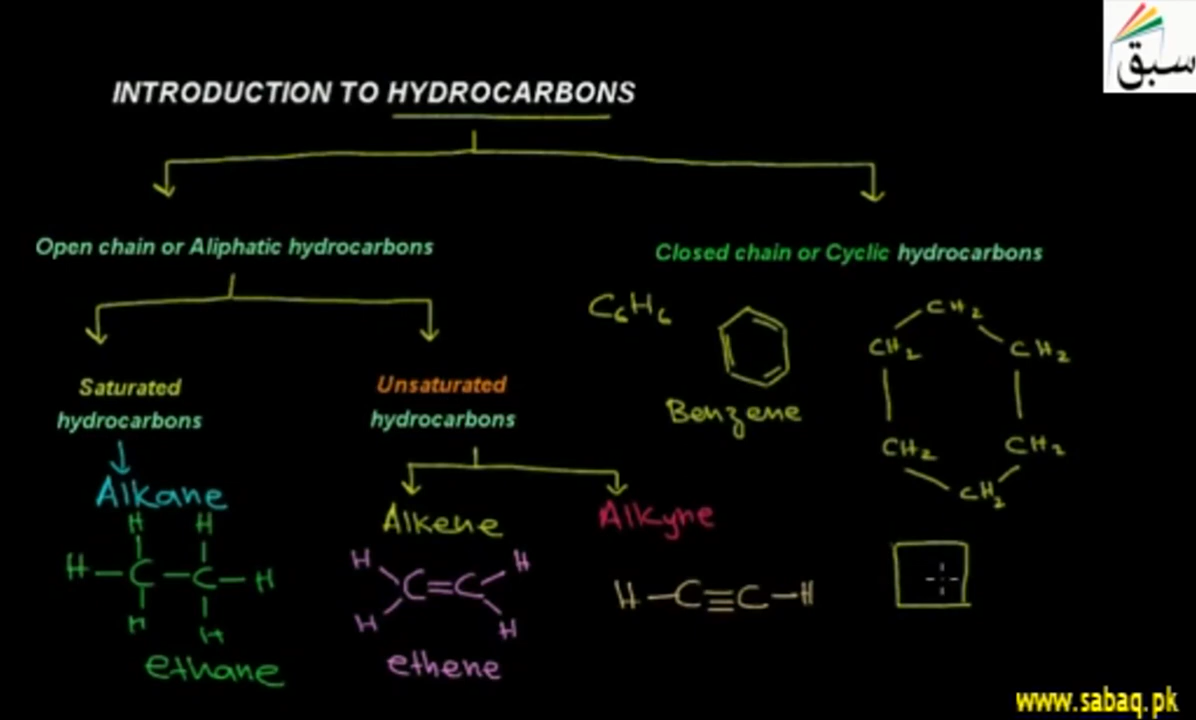 سبق
INTRODUCTION TO HYDROCARBONS
Open chain or Aliphatic hydrocarbons
Closed chain or Cyclic hydrocarbons
Saturated
hydrocarbons
Unsaturated
hydrocarbons
Alkane
H H
H-C-C-H
H H
ethane
Alkene
H H
C=C
H H
ethene
Alkyne
H-C≡C-H
C₆H₆
Benzene
CH₂
CH₂ CH₂
CH₂ CH₂
CH₂
www.sabaq.pk